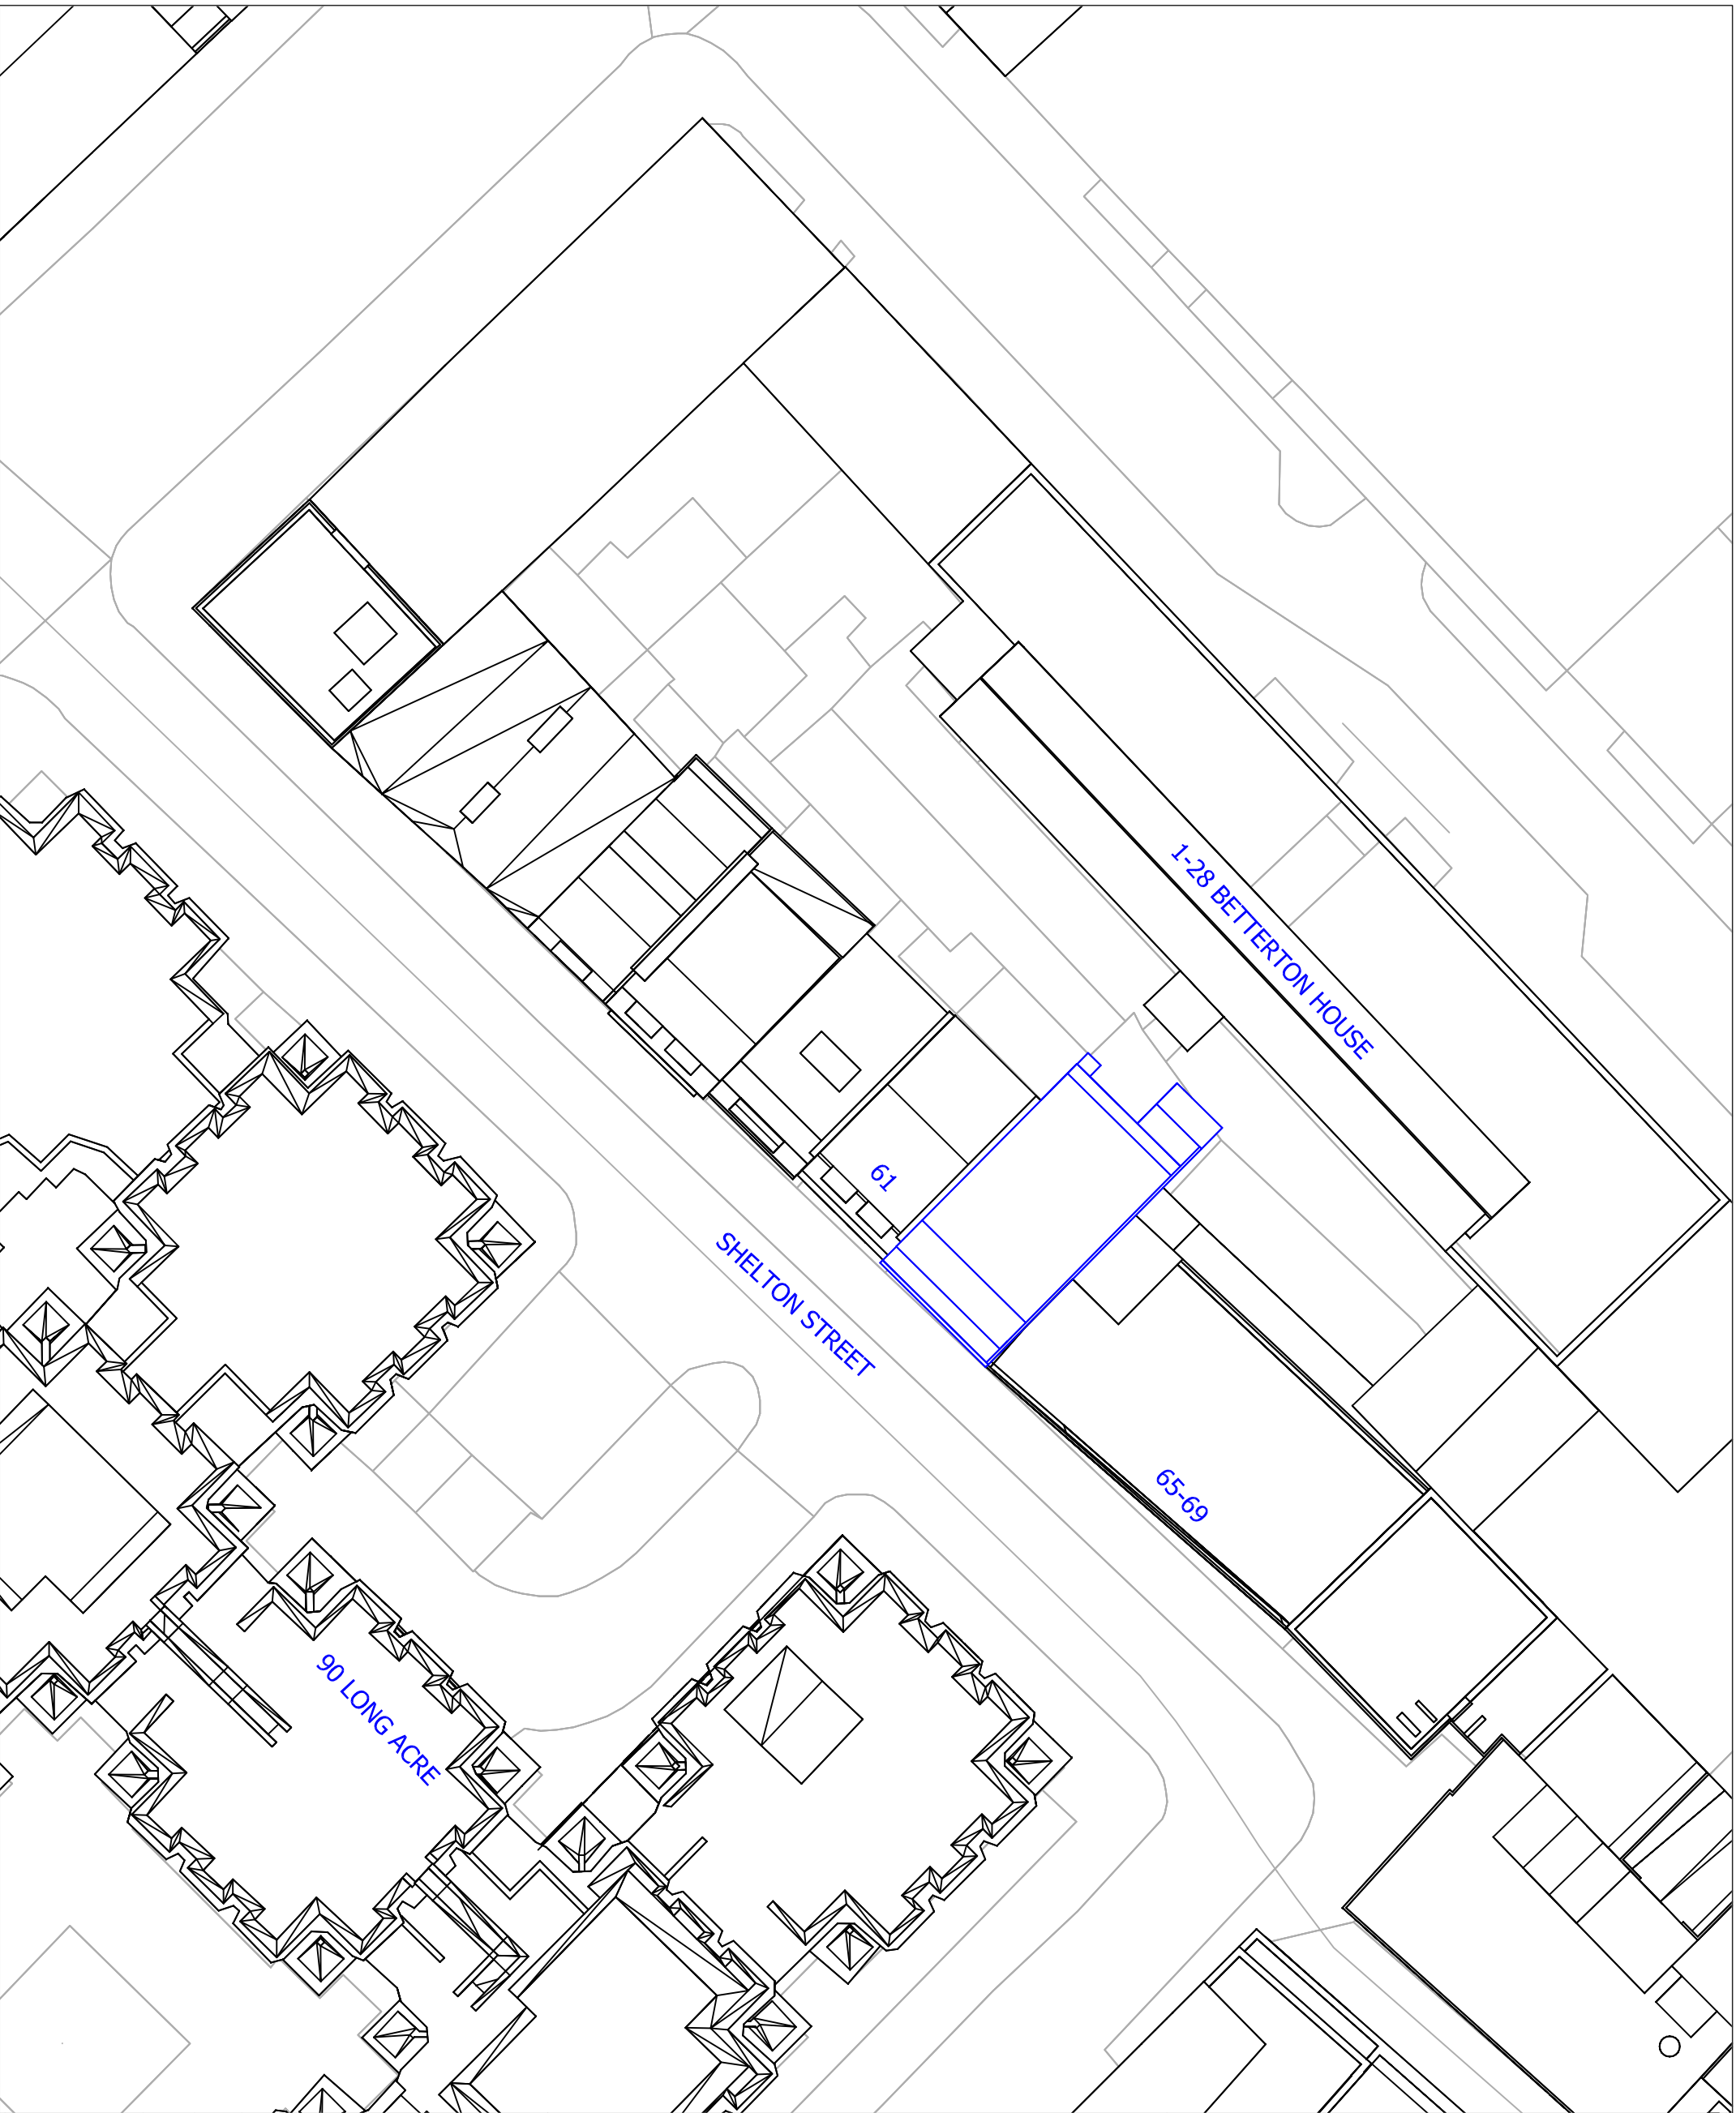 1-28 BETTERTON HOUSE
61
SHELTON STREET
65-69
90 LONG ACRE